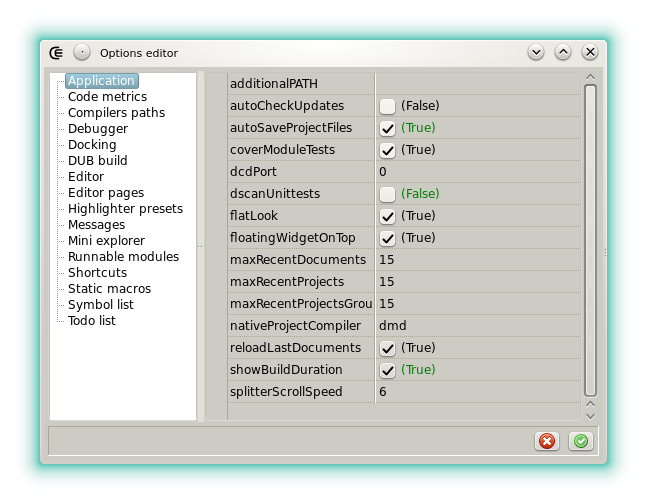 Options editor
Application
Code metrics
Compilers paths
Debugger
Docking
DUB build
Editor
Editor pages
Highlighter presets
Messages
Mini explorer
Runnable modules
Shortcuts
Static macros
Symbol list
Todo list
additionalPATH
autoCheckUpdates (False)
autoSaveProjectFiles (True)
coverModuleTests (True)
dcdPort 0
dscanUnittests (False)
flatLook (True)
floatingWidgetOnTop (True)
maxRecentDocuments 15
maxRecentProjects 15
maxRecentProjectsGrou 15
nativeProjectCompiler dmd
reloadLastDocuments (True)
showBuildDuration (True)
splitterScrollSpeed 6